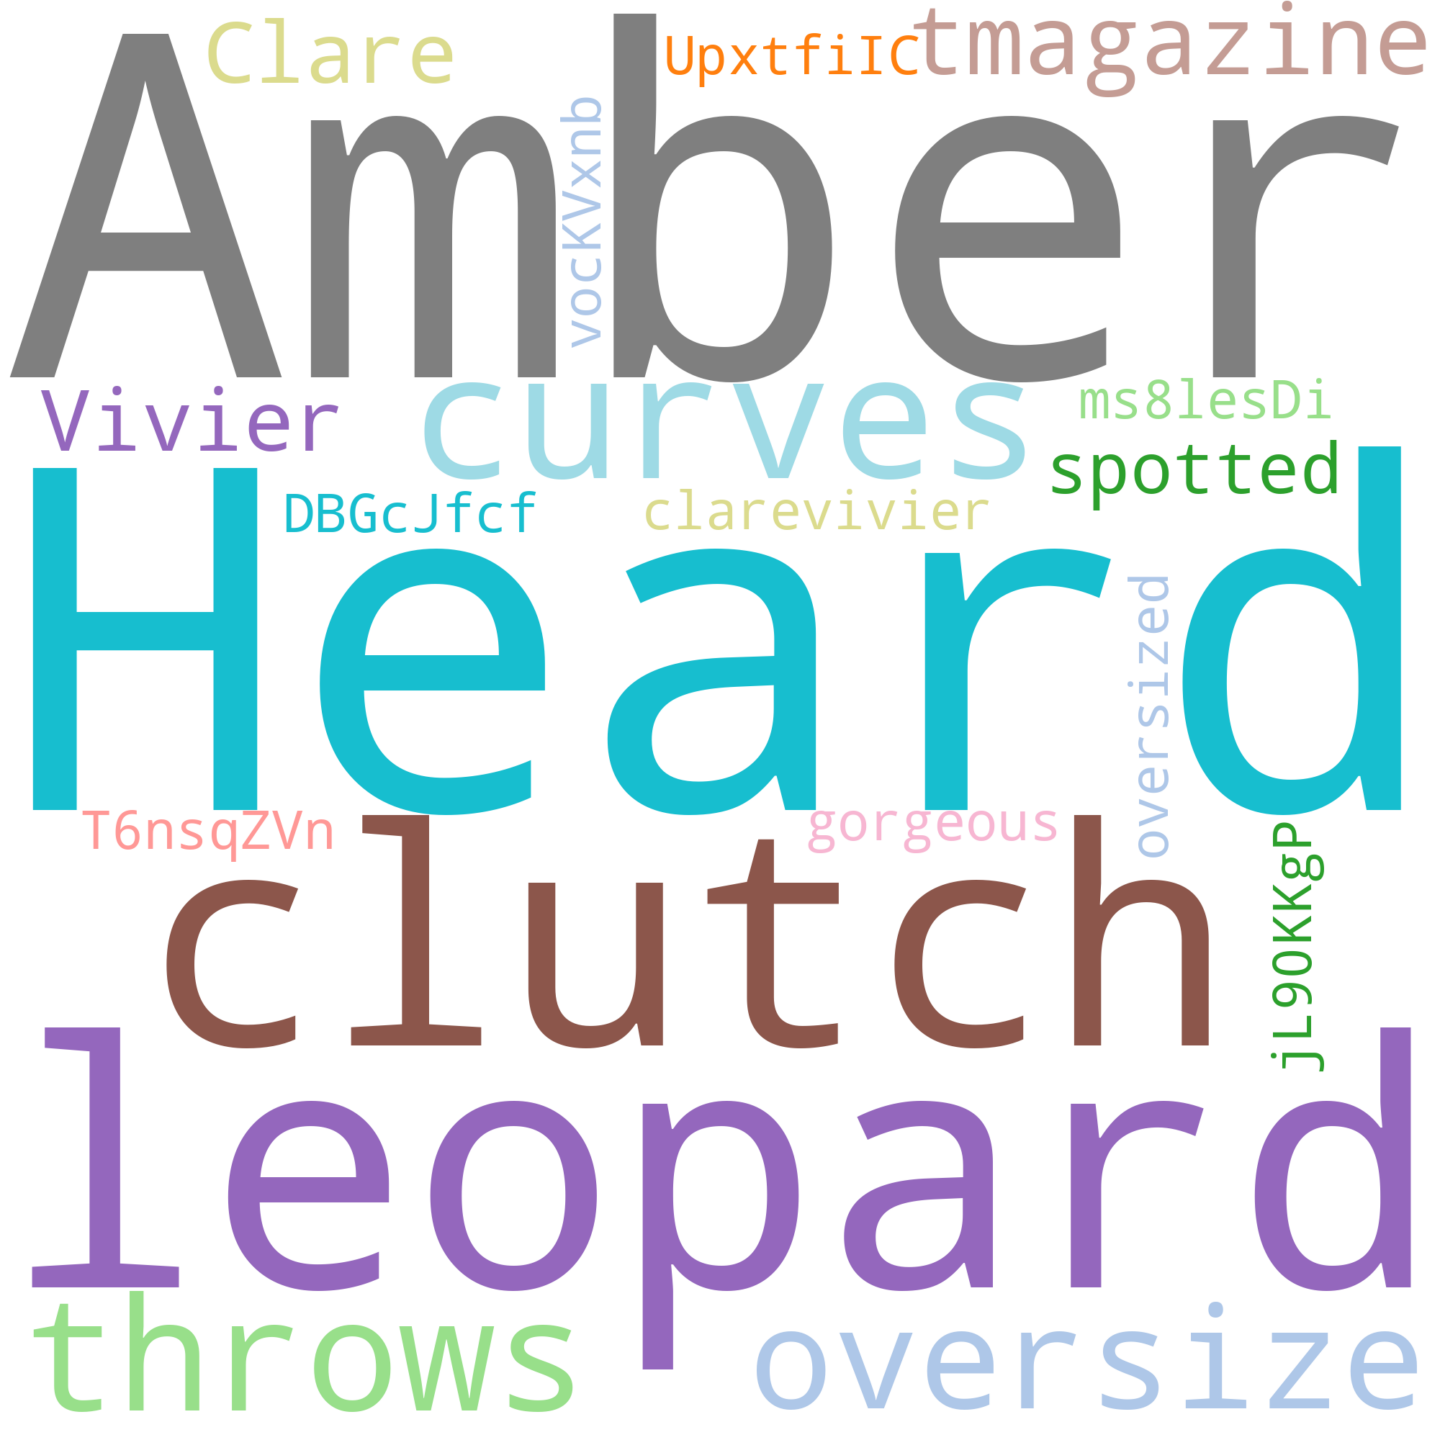 Clare
UpxtfiIC
tmagazine
Amber
vocKVxnb
Vivier
curves
ms8lesDi
spotted
DBGcJfcf
clarevivier
Heard
oversized
T6nsqZVn
gorgeous
clutch
jL90KKgP
leopard
throws
oversize